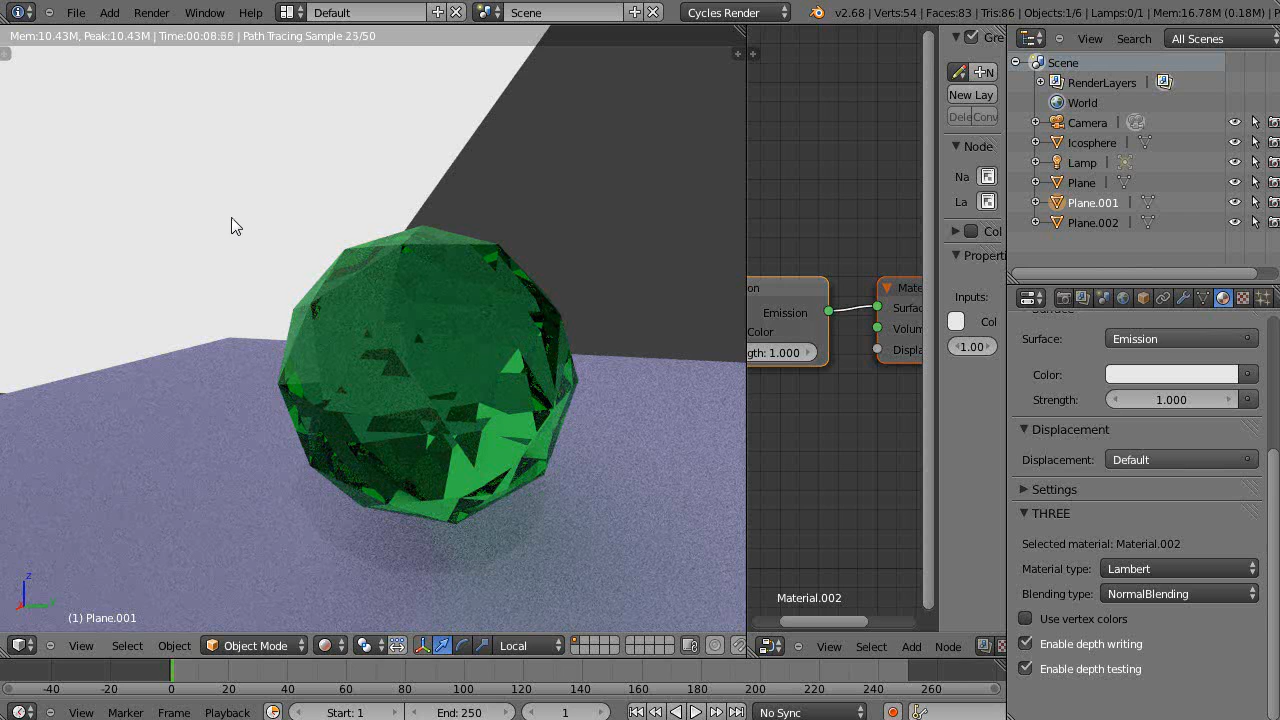 File Add Render Window Help Default Scene Cycles Render v2.68 | Verts:54 | Faces:83 | Tris:86 | Objects:1/6 | Lamps:0/1 | Mem:16.78M (0.18M) | P
Mem:10.43M, Peak:10.43M | Path Tracing Sample 25/50
Gre
View Search All Scenes
Scene
N
RenderLayers
New Lay
World
Dele Conv
Camera
Icosphere
Node
Lamp
Na
Plane
La
Plane.001
Plane.002
Col
Properti
on
Mate
Inputs:
Emission
Surfac
Col
Color
Volum
Surface: Emission
gth: 1.000
Displa
1.00
Color:
Strength: 1.000
Displacement
Displacement: Default
Settings
THREE
Selected material: Material.002
Material type: Lambert
Blending type: NormalBlending
Material.002
Use vertex colors
Z
(1) Plane.001
Enable depth writing
View Select Object Object Mode Local
View Select Add Node
Enable depth testing
-40 -20 0 20 40 60 80 100 120 140 160 180 200 220 240 260
View Marker Frame Playback Start: 1 End: 250 1 No Sync